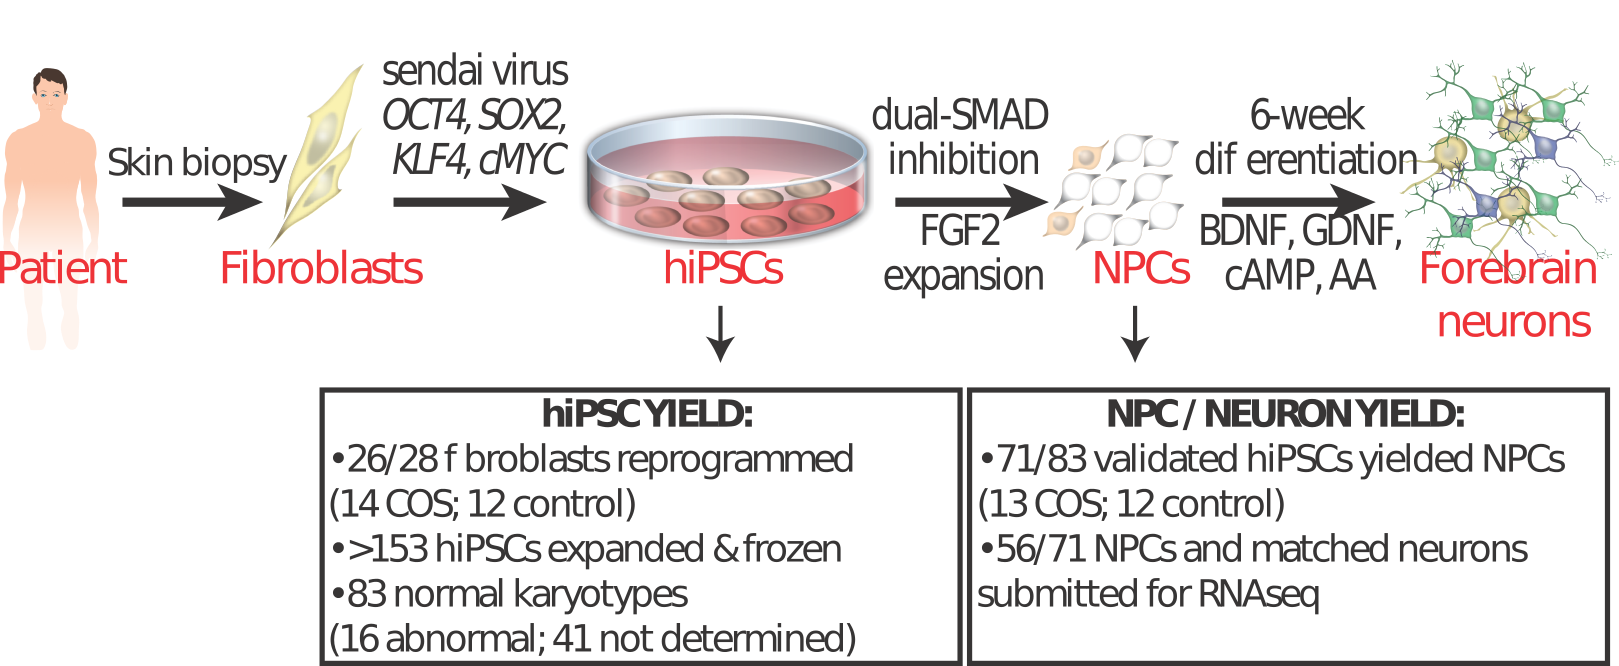 Patient
Skin biopsy
Fibroblasts
sendai virus
OCT4, SOX2,
KLF4, cMYC
hiPSCs
dual-SMAD
inhibition
FGF2
expansion
NPCs
6-week
dif erentiation
BDNF, GDNF,
cAMP, AA
Forebrain
neurons
hiPSC YIELD:
•26/28 f broblasts reprogrammed
(14 COS; 12 control)
•>153 hiPSCs expanded & frozen
•83 normal karyotypes
(16 abnormal; 41 not determined)
NPC / NEURON YIELD:
•71/83 validated hiPSCs yielded NPCs
(13 COS; 12 control)
•56/71 NPCs and matched neurons
submitted for RNAseq